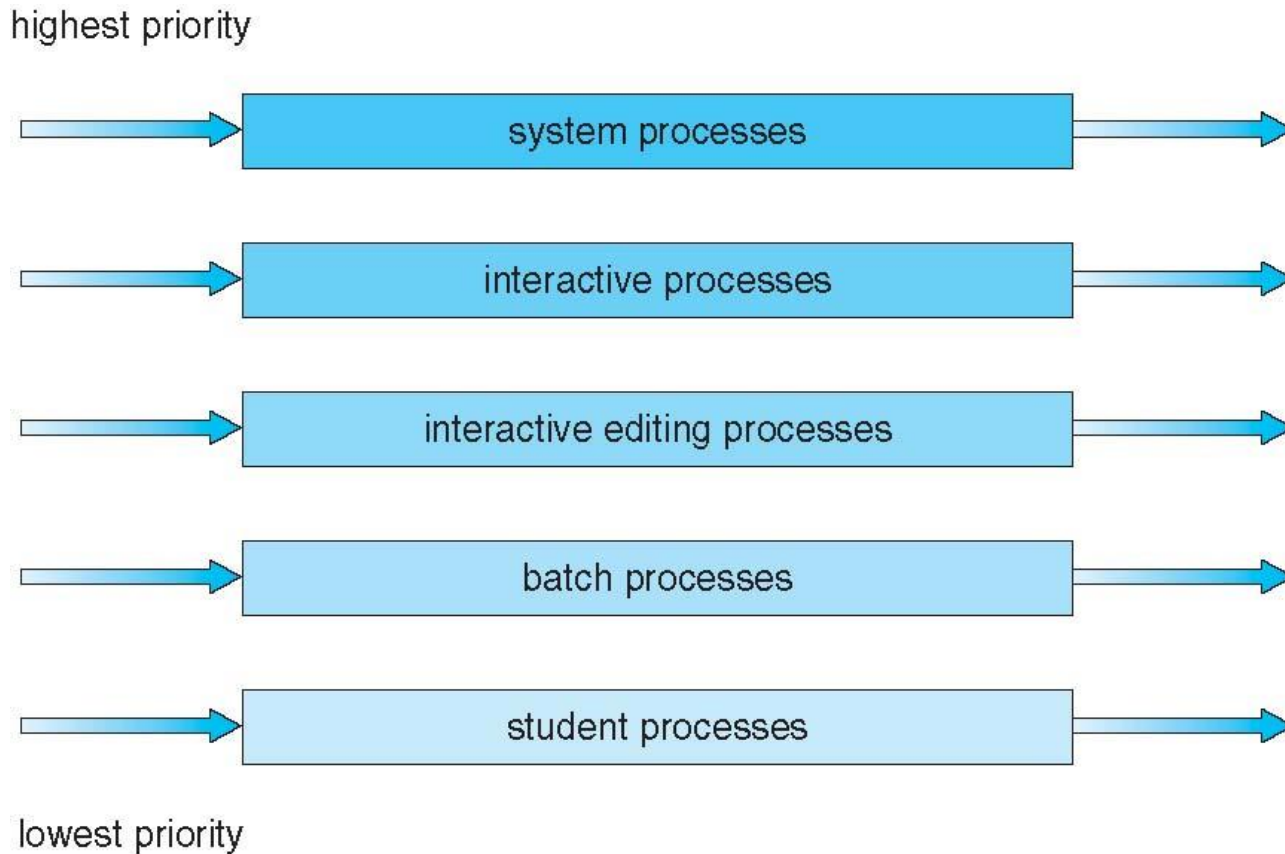 highest priority
system processes
interactive processes
interactive editing processes
batch processes
student processes
lowest priority